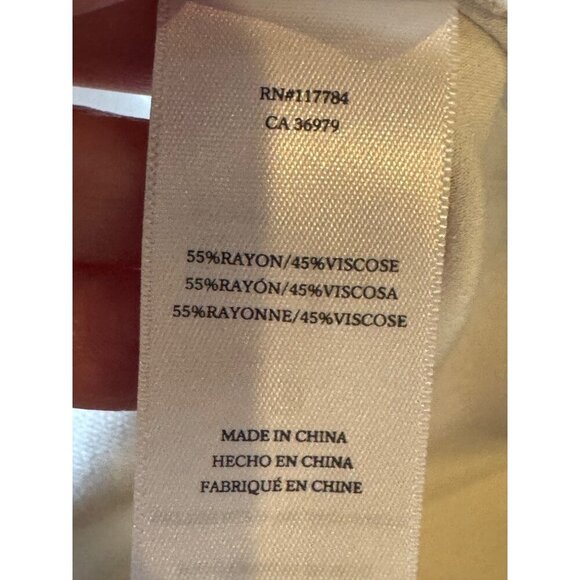 RN#117784
CA 36979
55%RAYON/45%VISCOSE
55%RAYÓN/45%VISCOSA
55%RAYONNE/45%VISCOSE
MADE IN CHINA
HECHO EN CHINA
FABRIQUÉ EN CHINE